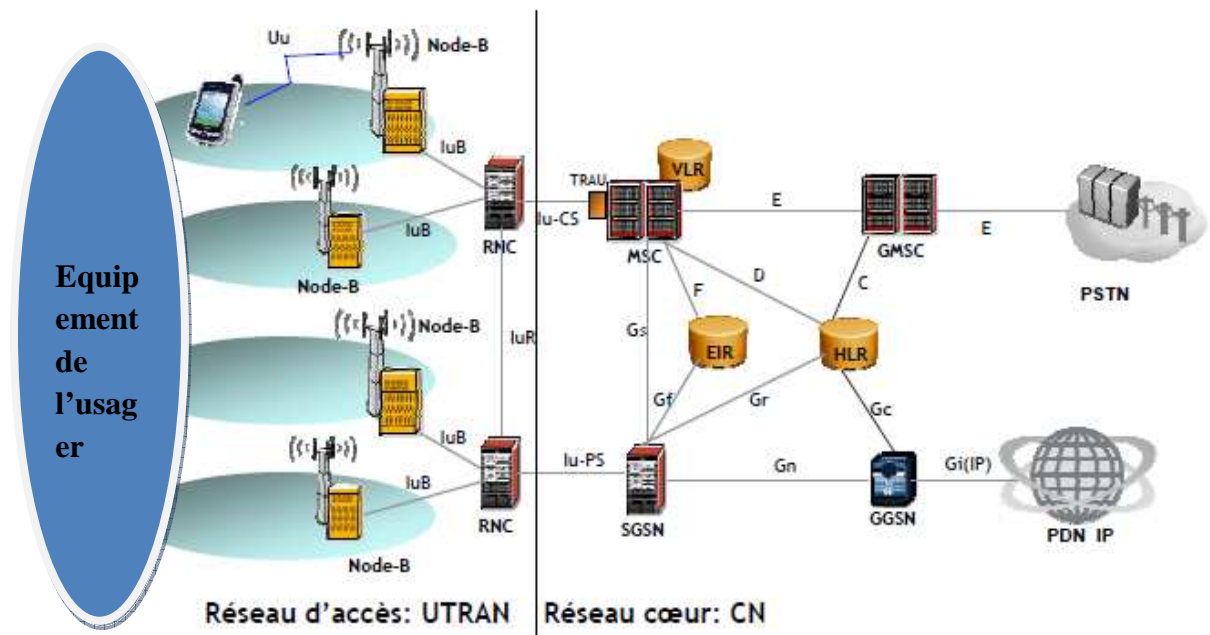 Uu
Node-B
IuB
VLR
TRAU
E
E
Iu-CS
IuB
RNC
MSC
GMSC
Equip
ement
de
l’usag
er
Node-B
D
F
C
PSTN
Node-B
IuR
Gs
EIR
HLR
Gf
Gr
Gc
IuB
Iu-PS
Gn
Gi(IP)
IuB
RNC
SGSN
GGSN
PDN IP
Node-B
Réseau d’accès: UTRAN
Réseau cœur: CN